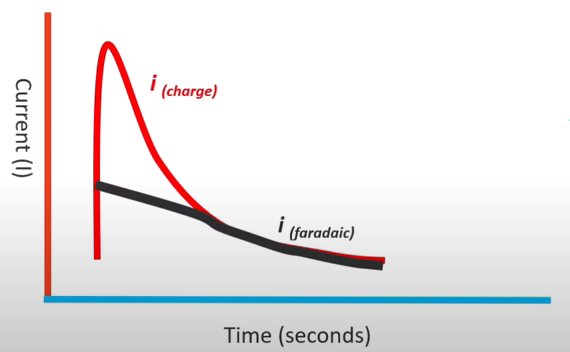 Current (I)
i (charge)
i (faradaic)
Time (seconds)